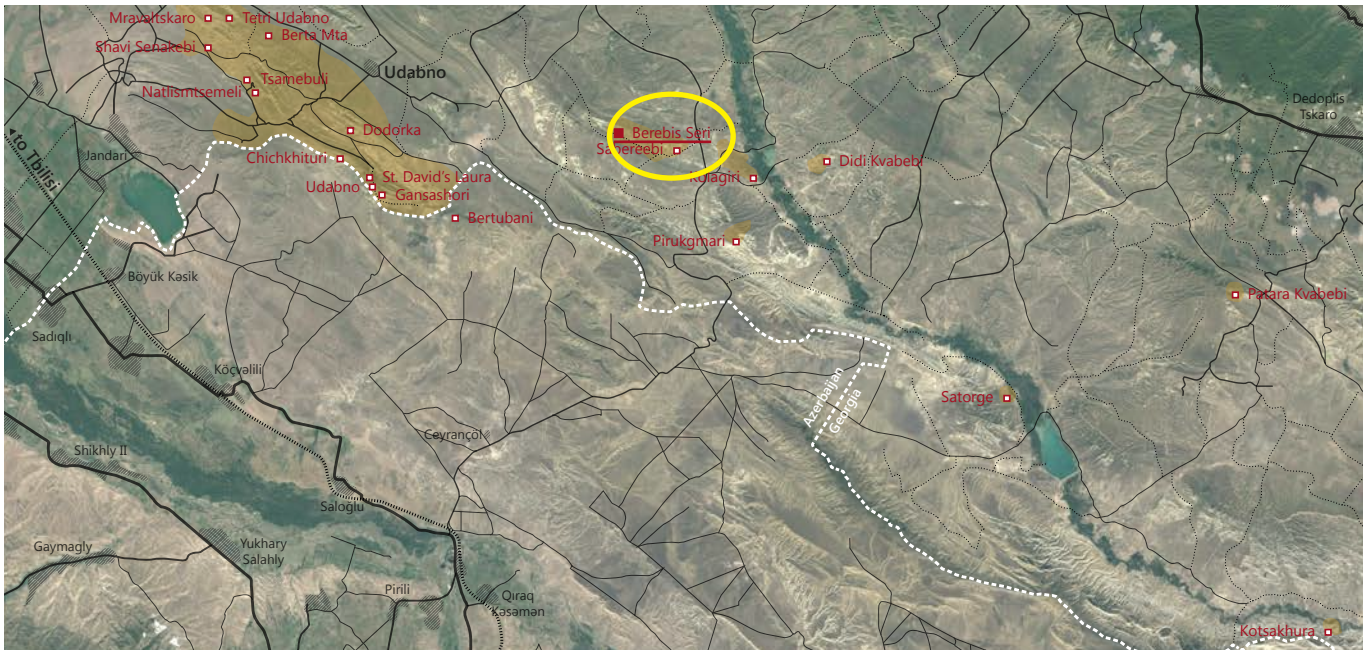 Mravaltskaro
Tetri Udabno
Berta Mta
Shavi Senakebi
Udabno
Tsamebuli
Natlismtsemeli
Dedoplis
Tskaro
Dodorka
Berebis Seri
Sabereebi
to Tbilisi
Jandari
Chichkhituri
Didi Kvabebi
St. David's Laura
Kolagiri
Udabno
Gansashori
Bertubani
Pirukgmari
Böyük Kəsik
Patara Kvabebi
Sadıqlı
Köçvəlili
Azerbaijan
Georgia
Satorge
Ceyrançöl
Shikhly II
Saloğlu
Gaymagly
Yukhary
Salahly
Pirili
Qıraq
Kəsəmən
Kotsakhura